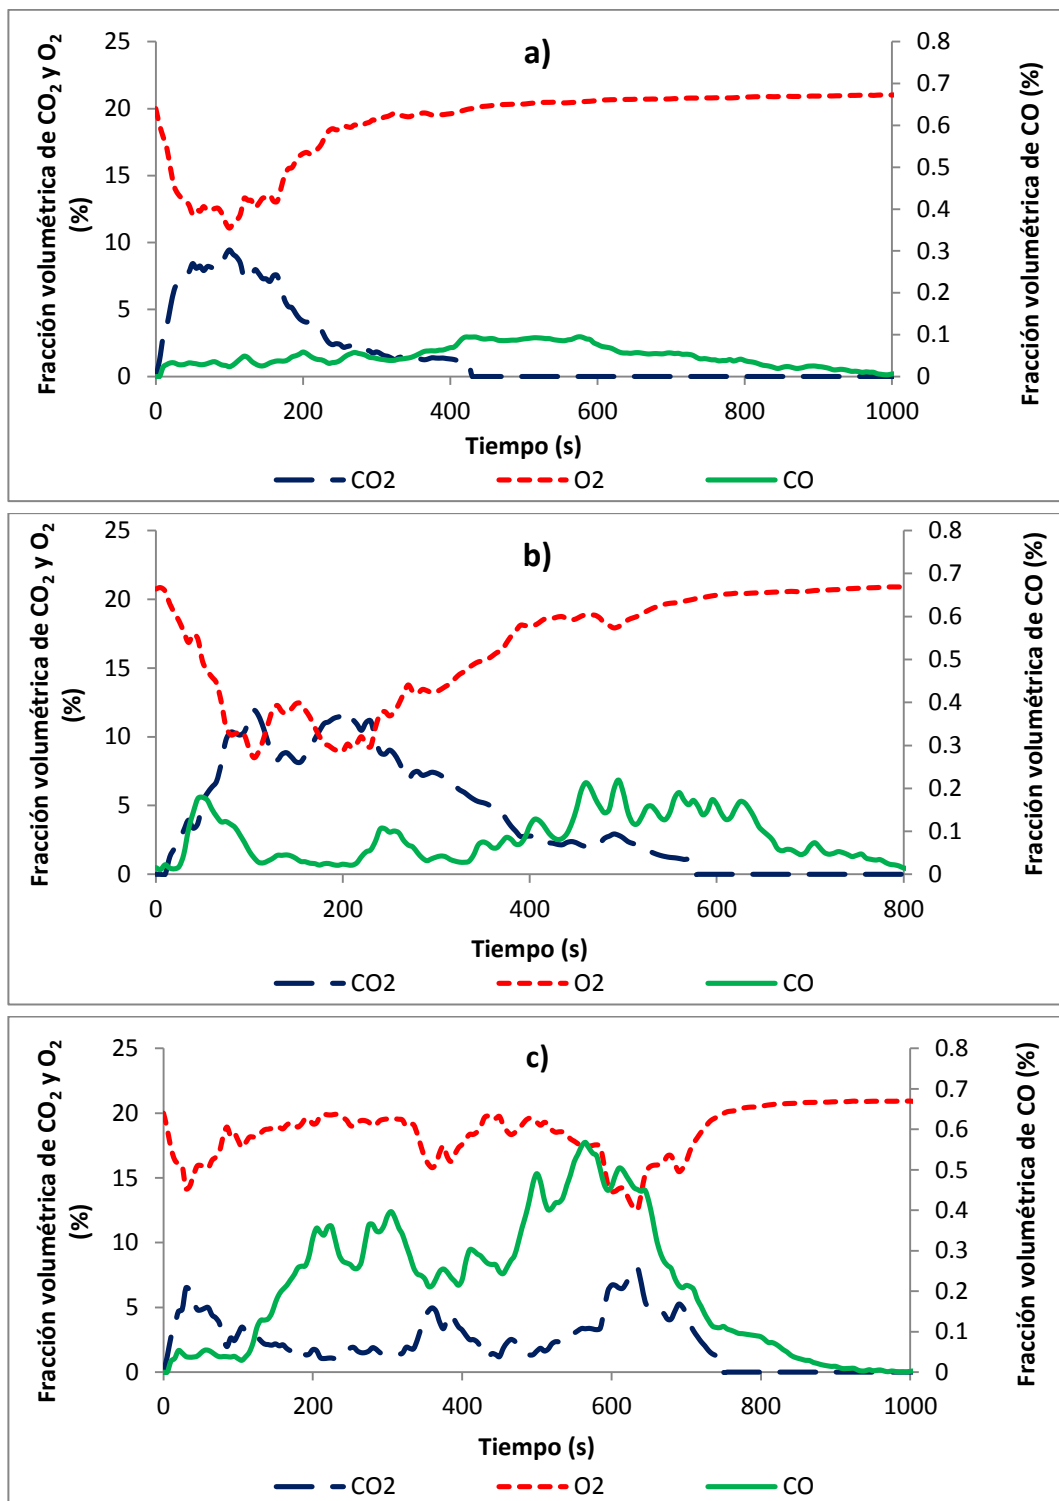 a)
Fracción volumétrica de CO₂ y O₂
(%)
25
20
15
10
5
0
0.8
0.7
0.6
0.5
0.4
0.3
0.2
0.1
0
Fracción volumétrica de CO (%)
0 200 400 600 800 1000
Tiempo (s)
CO2 O2 CO
b)
Fracción volumétrica de CO₂ y O₂
(%)
25
20
15
10
5
0
0.8
0.7
0.6
0.5
0.4
0.3
0.2
0.1
0
Fracción volumétrica de CO (%)
0 200 400 600 800
Tiempo (s)
CO2 O2 CO
c)
Fracción volumétrica de CO₂ y O₂
(%)
25
20
15
10
5
0
0.8
0.7
0.6
0.5
0.4
0.3
0.2
0.1
0
Fracción volumétrica de CO (%)
0 200 400 600 800 1000
Tiempo (s)
CO2 O2 CO